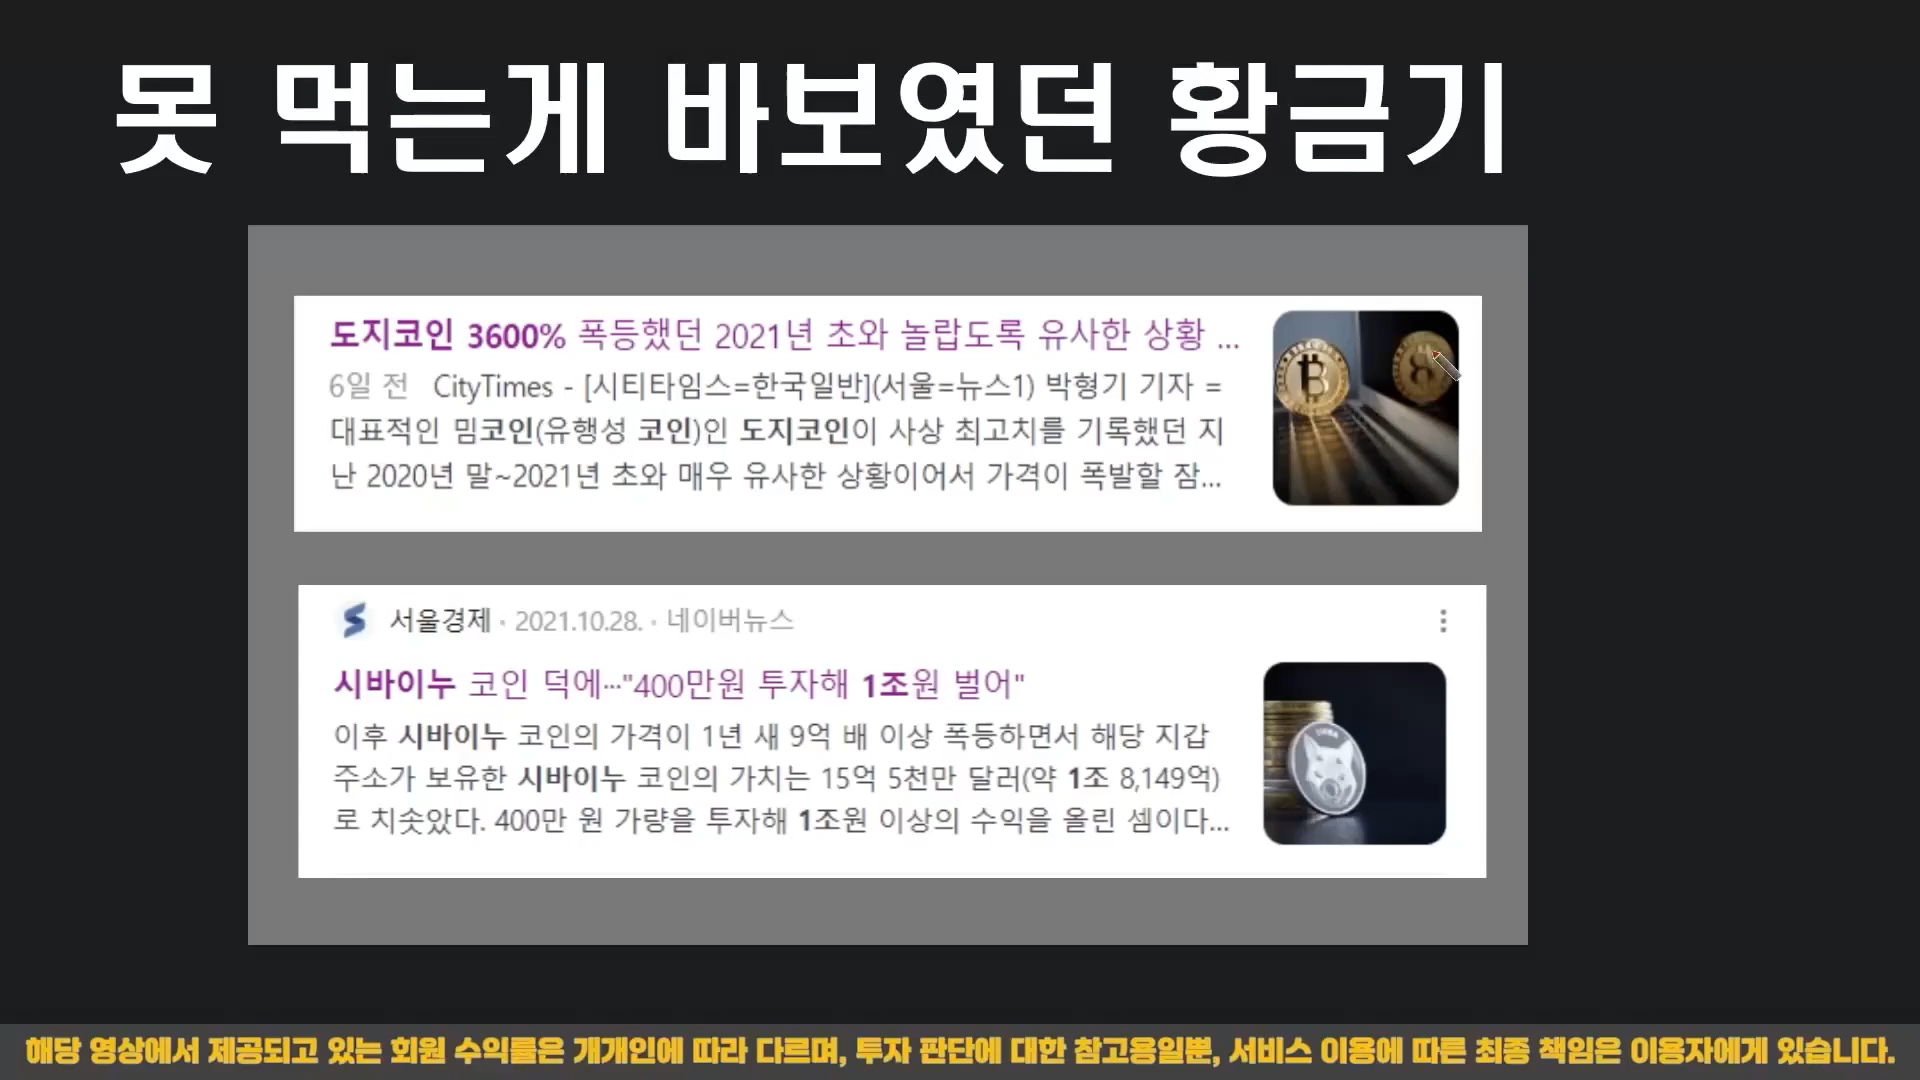 못 먹는게 바보였던 황금기
도지코인 3600% 폭등했던 2021년 초와 놀랍도록 유사한 상황 ...
6일 전 CityTimes - [시티타임스=한국일반](서울=뉴스1) 박형기 기자 =
대표적인 밈코인(유행성 코인)인 도지코인이 사상 최고치를 기록했던 지
난 2020년 말~2021년 초와 매우 유사한 상황이어서 가격이 폭발할 잠...
서울경제 · 2021.10.28. · 네이버뉴스
시바이누 코인 덕에···"400만원 투자해 1조원 벌어"
이후 시바이누 코인의 가격이 1년 새 9억 배 이상 폭등하면서 해당 지갑
주소가 보유한 시바이누 코인의 가치는 15억 5천만 달러(약 1조 8,149억)
로 치솟았다. 400만 원 가량을 투자해 1조원 이상의 수익을 올린 셈이다...
해당 영상에서 제공되고 있는 회원 수익률은 개개인에 따라 다르며, 투자 판단에 대한 참고용일뿐, 서비스 이용에 따른 최종 책임은 이용자에게 있습니다.